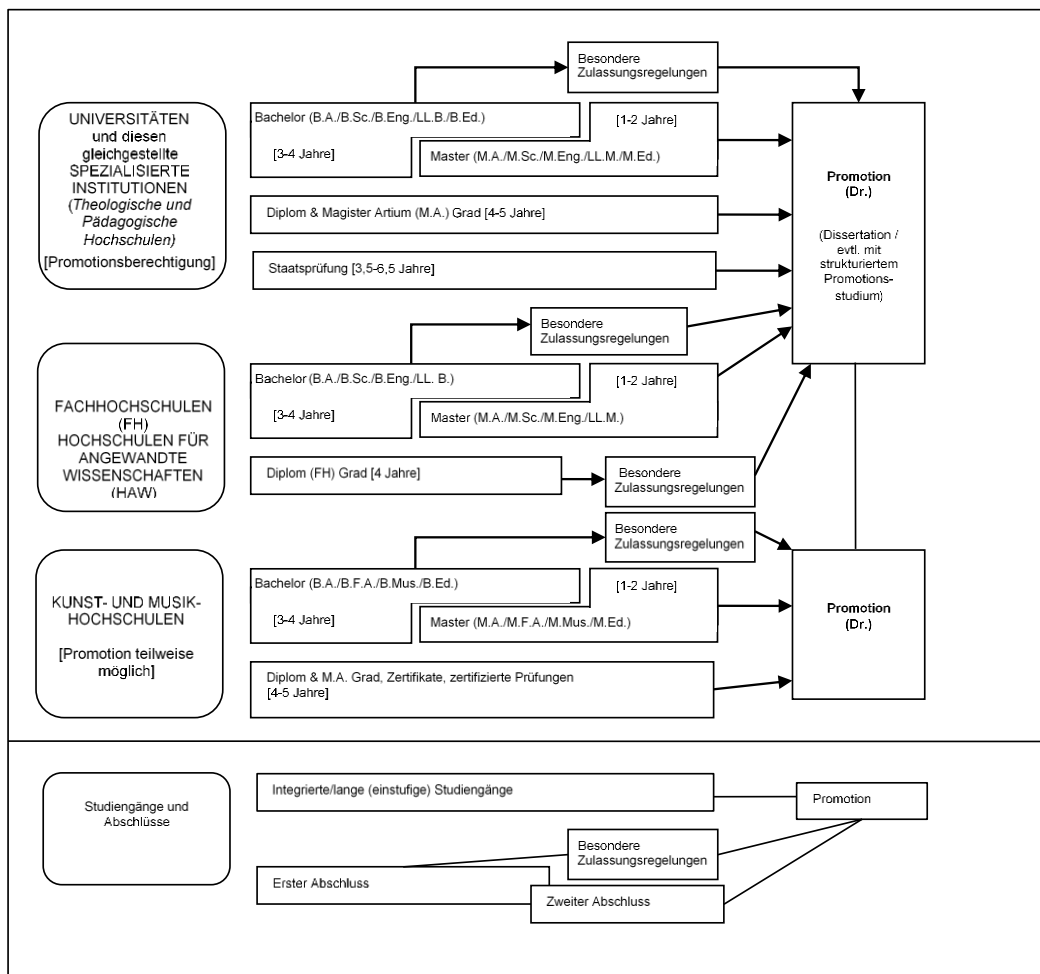 Besondere
Zulassungsregelungen
UNIVERSITÄTEN
und diesen
gleichgestellte
SPEZIALISIERTE
INSTITUTIONEN
(Theologische und
Pädagogische
Hochschulen)
[Promotionsberechtigung]
Bachelor (B.A./B.Sc./B.Eng./LL.B./B.Ed.)
[3-4 Jahre]
[1-2 Jahre]
Master (M.A./M.Sc./M.Eng./LL.M./M.Ed.)
Diplom & Magister Artium (M.A.) Grad [4-5 Jahre]
Staatsprüfung [3,5-6,5 Jahre]
Promotion
(Dr.)
(Dissertation /
evtl. mit
strukturiertem
Promotions-
studium)
Besondere
Zulassungsregelungen
FACHHOCHSCHULEN
(FH)
HOCHSCHULEN FÜR
ANGEWANDTE
WISSENSCHAFTEN
(HAW)
Bachelor (B.A./B.Sc./B.Eng./LL. B.)
[3-4 Jahre]
[1-2 Jahre]
Master (M.A./M.Sc./M.Eng./LL.M.)
Diplom (FH) Grad [4 Jahre]
Besondere
Zulassungsregelungen
Besondere
Zulassungsregelungen
KUNST- UND MUSIK-
HOCHSCHULEN
[Promotion teilweise
möglich]
Bachelor (B.A./B.F.A./B.Mus./B.Ed.)
[3-4 Jahre]
[1-2 Jahre]
Master (M.A./M.F.A./M.Mus./M.Ed.)
Diplom & M.A. Grad, Zertifikate, zertifizierte Prüfungen
[4-5 Jahre]
Promotion
(Dr.)
Studiengänge und
Abschlüsse
Integrierte/lange (einstufige) Studiengänge
Promotion
Besondere
Zulassungsregelungen
Erster Abschluss
Zweiter Abschluss